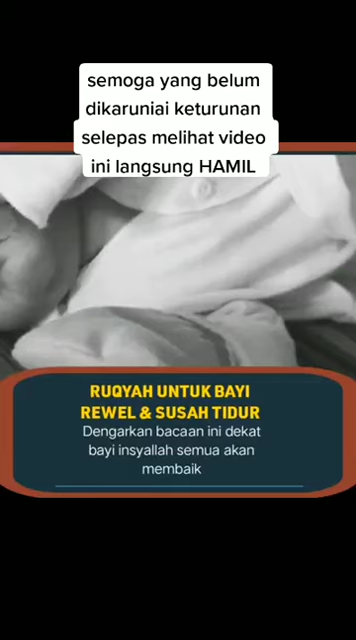 semoga yang belum
dikaruniai keturunan
selepas melihat video
ini langsung HAMIL
RUQYAH UNTUK BAYI
REWEL & SUSAH TIDUR
Dengarkan bacaan ini dekat
bayi insyallah semua akan
membaik